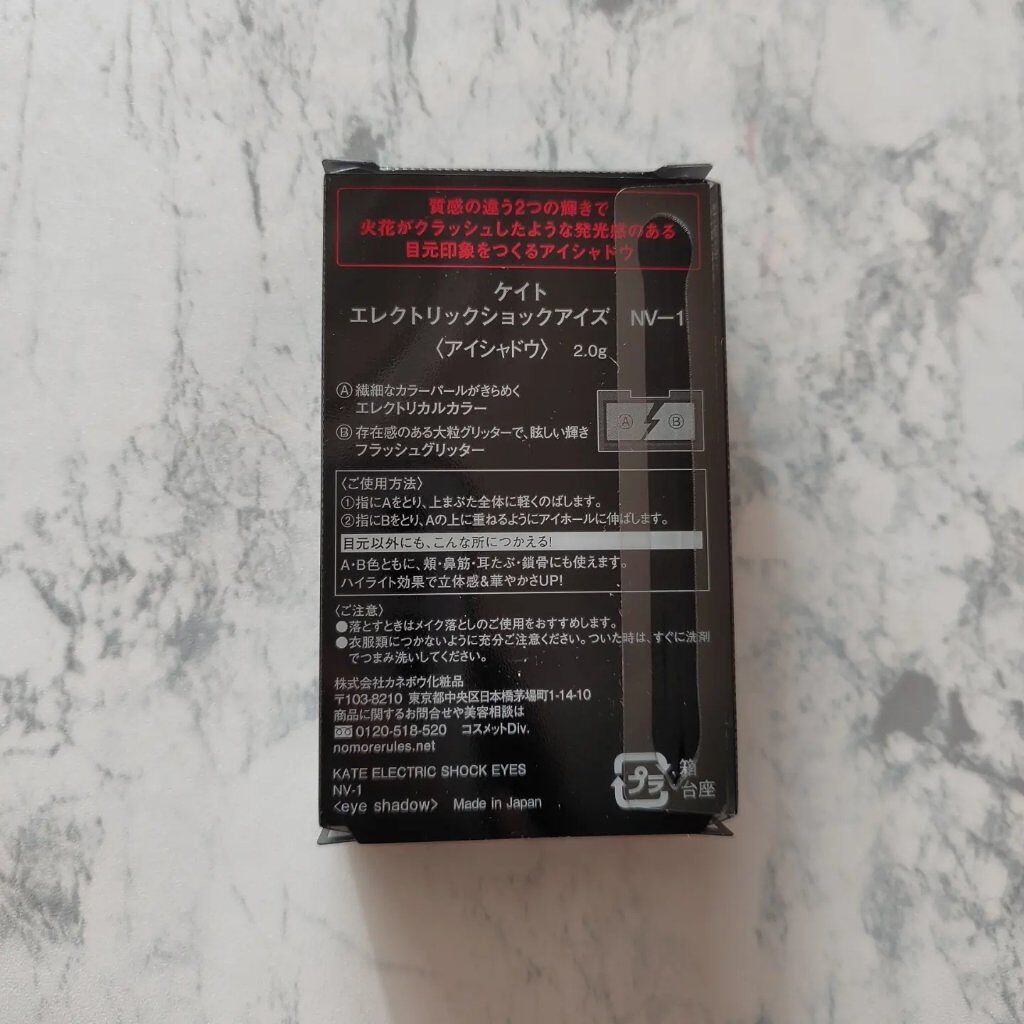 質感の違う2つの輝きで
火花がクラッシュしたような発光感のある
目元印象をつくるアイシャドウ
ケイト
エレクトリックショックアイズ NV-1
〈アイシャドウ〉 2.0g
Ⓐ 繊細なカラーパールがきらめく
エレクトリカルカラー
Ⓑ 存在感のある大粒グリッターで、眩しい輝き
フラッシュグリッター
Ⓐ Ⓑ
〈ご使用方法〉
①指にAをとり、上まぶた全体に軽くのばします。
②指にBをとり、Aの上に重ねるようにアイホールに伸ばします。
目元以外にも、こんな所につかえる!
A・B色ともに、頬・鼻筋・耳たぶ・鎖骨にも使えます。
ハイライト効果で立体感&華やかさUP!
〈ご注意〉
●落とすときはメイク落としのご使用をおすすめします。
●衣服類につかないように充分ご注意ください。ついた時は、すぐに洗剤
でつまみ洗いしてください。
株式会社カネボウ化粧品
〒103-8210 東京都中央区日本橋茅場町1-14-10
商品に関するお問合せや美容相談は
0120-518-520 コスメットDiv.
nomorerules.net
KATE ELECTRIC SHOCK EYES
NV-1
<eye shadow> Made in Japan
プラ 箱
台座